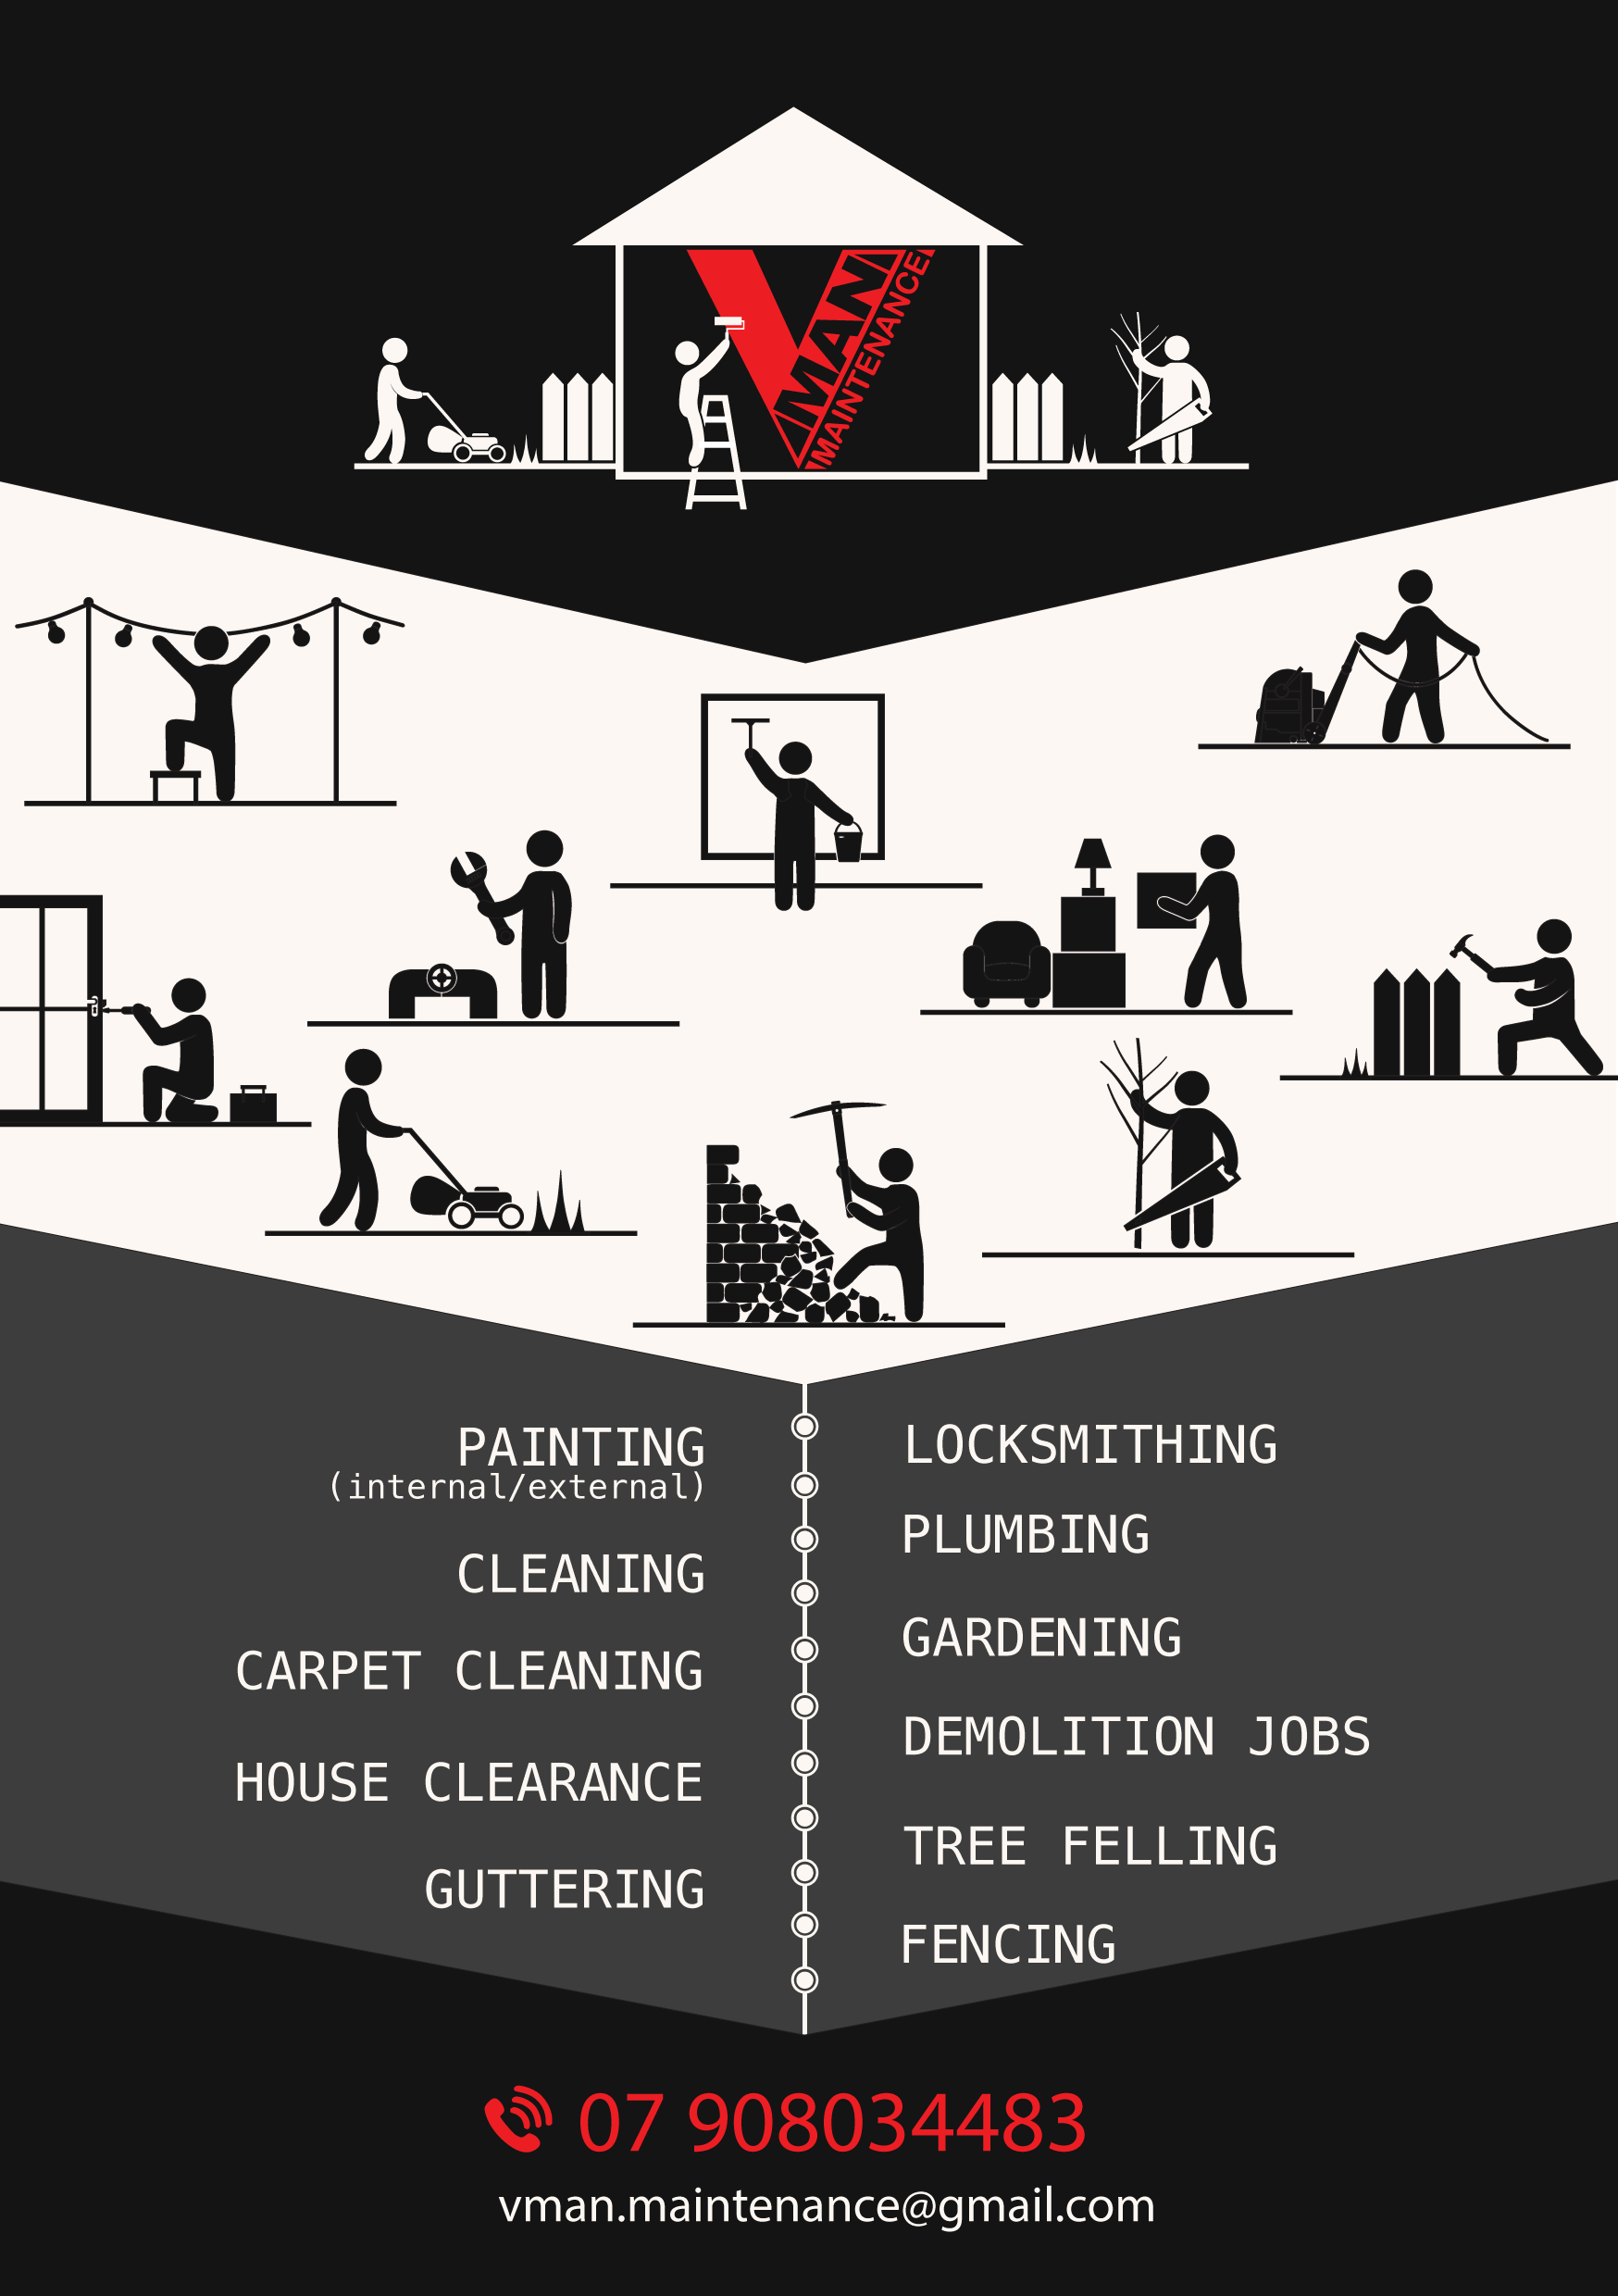 VMAN
MAINTENANCE
PAINTING
(internal/external)
CLEANING
CARPET CLEANING
HOUSE CLEARANCE
GUTTERING
LOCKSMITHING
PLUMBING
GARDENING
DEMOLITION JOBS
TREE FELLING
FENCING
07 908034483
vman.maintenance@gmail.com